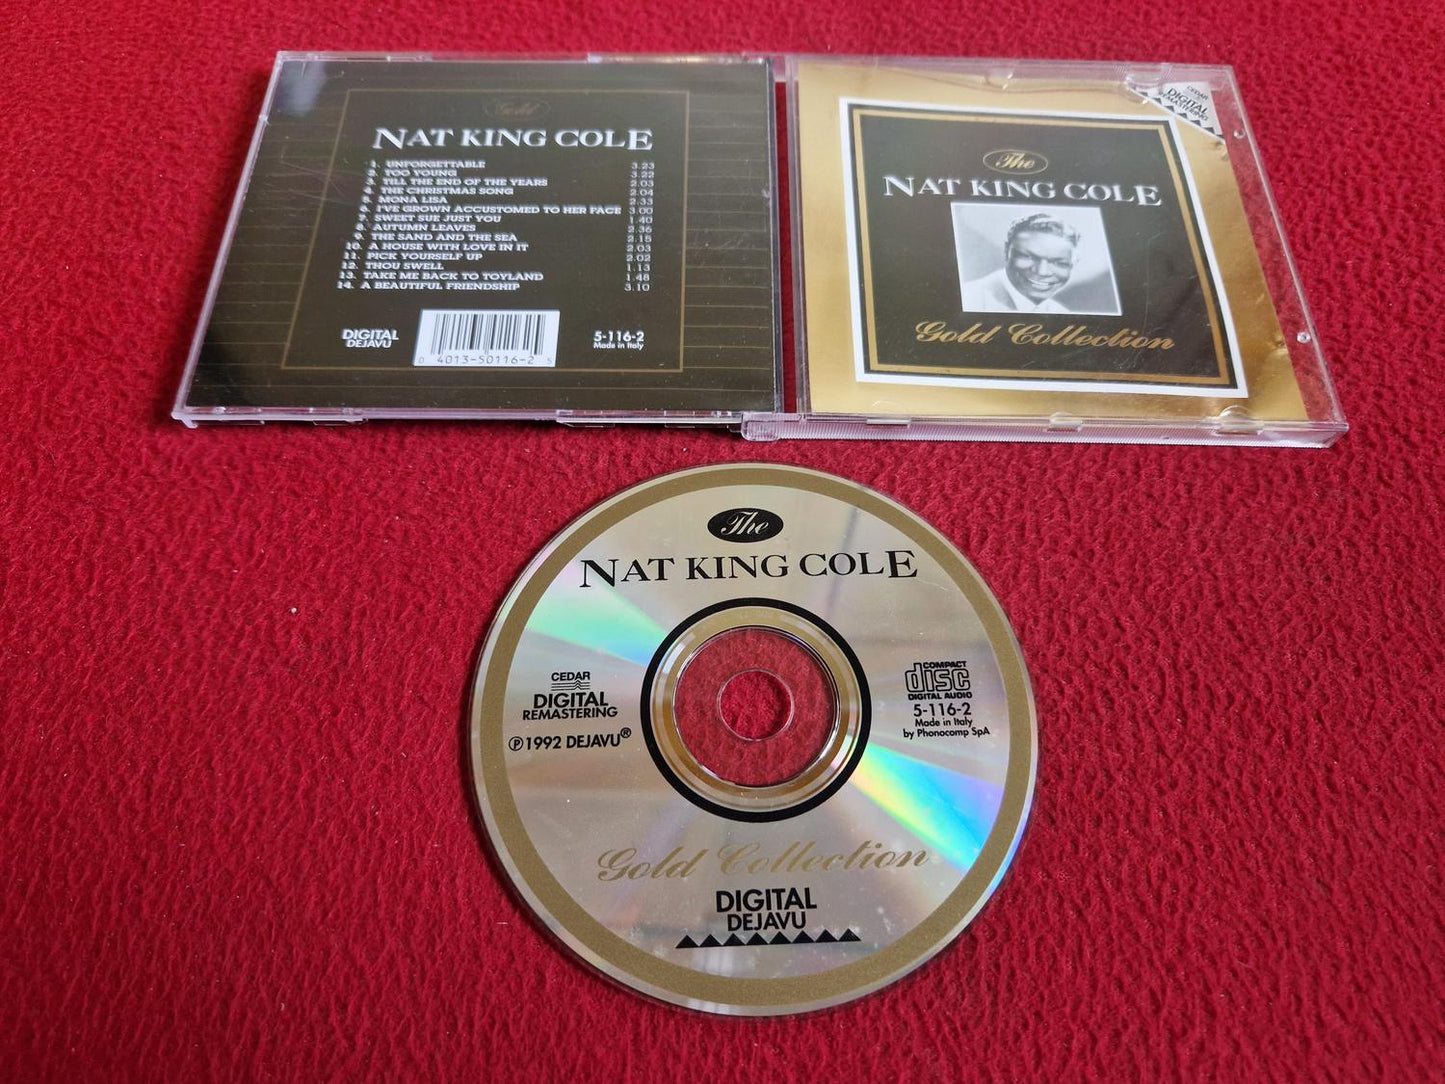 Gold
NAT KING COLE
1. UNFORGETTABLE 3.23
2. TOO YOUNG 3.22
3. TILL THE END OF THE YEARS 2.03
4. THE CHRISTMAS SONG 2.04
5. MONA LISA 2.33
6. I'VE GROWN ACCUSTOMED TO HER FACE 3.00
7. SWEET SUE JUST YOU 1.40
8. AUTUMN LEAVES 2.36
9. THE SAND AND THE SEA 2.15
10. A HOUSE WITH LOVE IN IT 2.03
11. PICK YOURSELF UP 2.02
12. THOU SWELL 1.13
13. TAKE ME BACK TO TOYLAND 1.48
14. A BEAUTIFUL FRIENDSHIP 3.10
DIGITAL
DEJAVU
0 4013-50116-2 5
5-116-2
Made in Italy
CEDAR
DIGITAL
REMASTERING
The
NAT KING COLE
Gold Collection
The
NAT KING COLE
CEDAR
DIGITAL
REMASTERING
℗ 1992 DEJAVU®
COMPACT
disc
DIGITAL AUDIO
5-116-2
Made in Italy
by Phonocomp SpA
Gold Collection
DIGITAL
DEJAVU